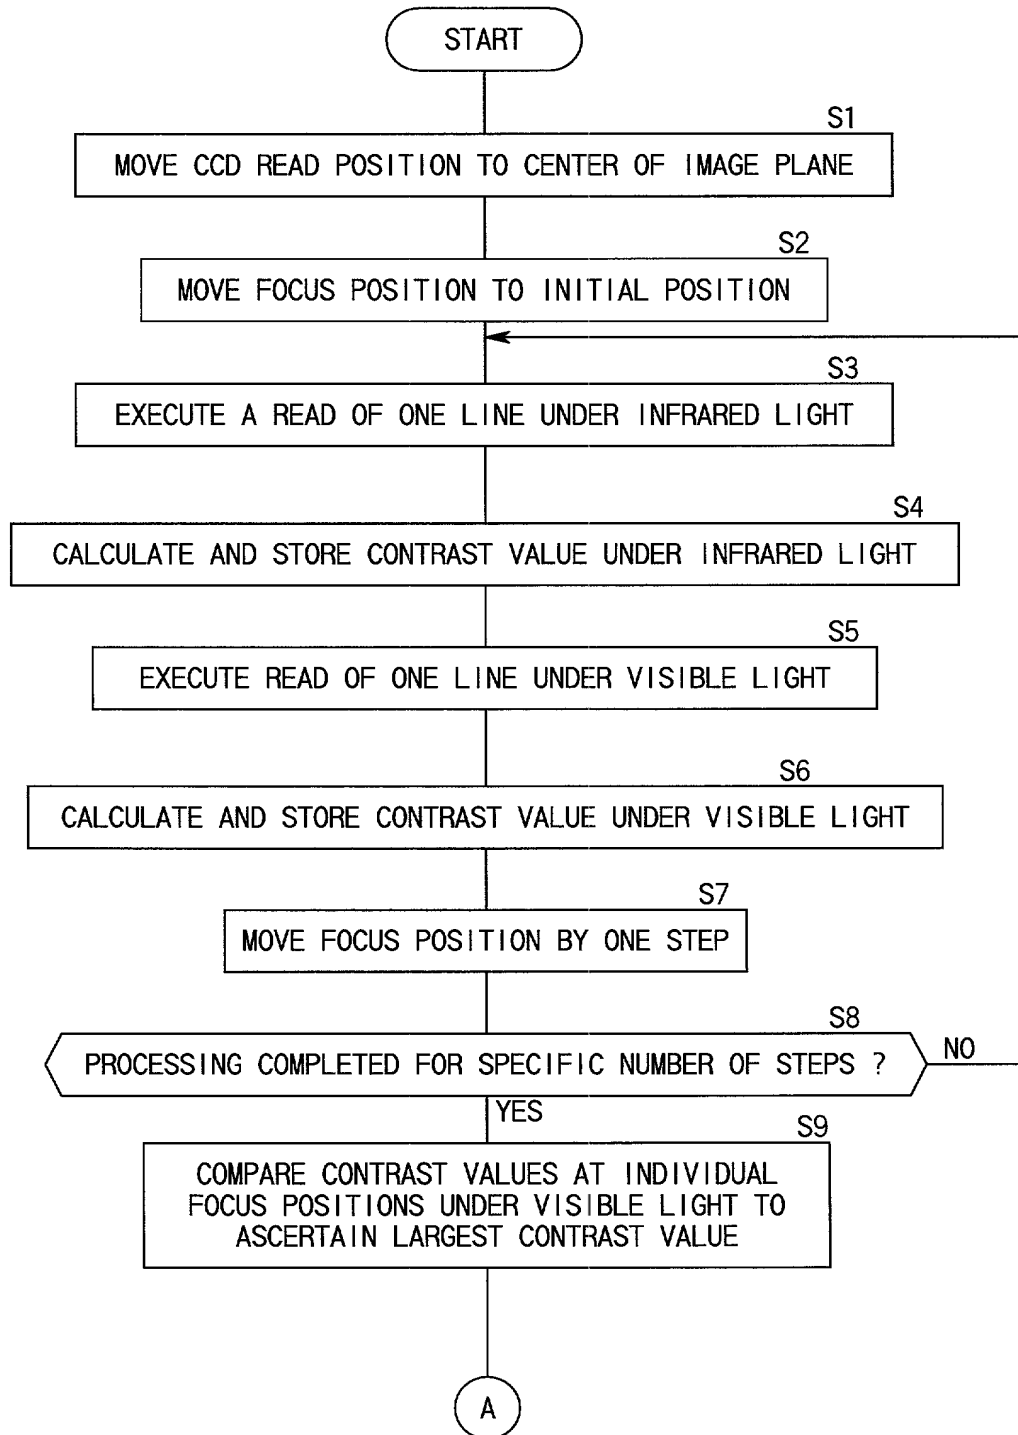 START
S1
MOVE CCD READ POSITION TO CENTER OF IMAGE PLANE
S2
MOVE FOCUS POSITION TO INITIAL POSITION
S3
EXECUTE A READ OF ONE LINE UNDER INFRARED LIGHT
S4
CALCULATE AND STORE CONTRAST VALUE UNDER INFRARED LIGHT
S5
EXECUTE READ OF ONE LINE UNDER VISIBLE LIGHT
S6
CALCULATE AND STORE CONTRAST VALUE UNDER VISIBLE LIGHT
S7
MOVE FOCUS POSITION BY ONE STEP
S8
PROCESSING COMPLETED FOR SPECIFIC NUMBER OF STEPS ?
NO
YES
S9
COMPARE CONTRAST VALUES AT INDIVIDUAL
FOCUS POSITIONS UNDER VISIBLE LIGHT TO
ASCERTAIN LARGEST CONTRAST VALUE
A